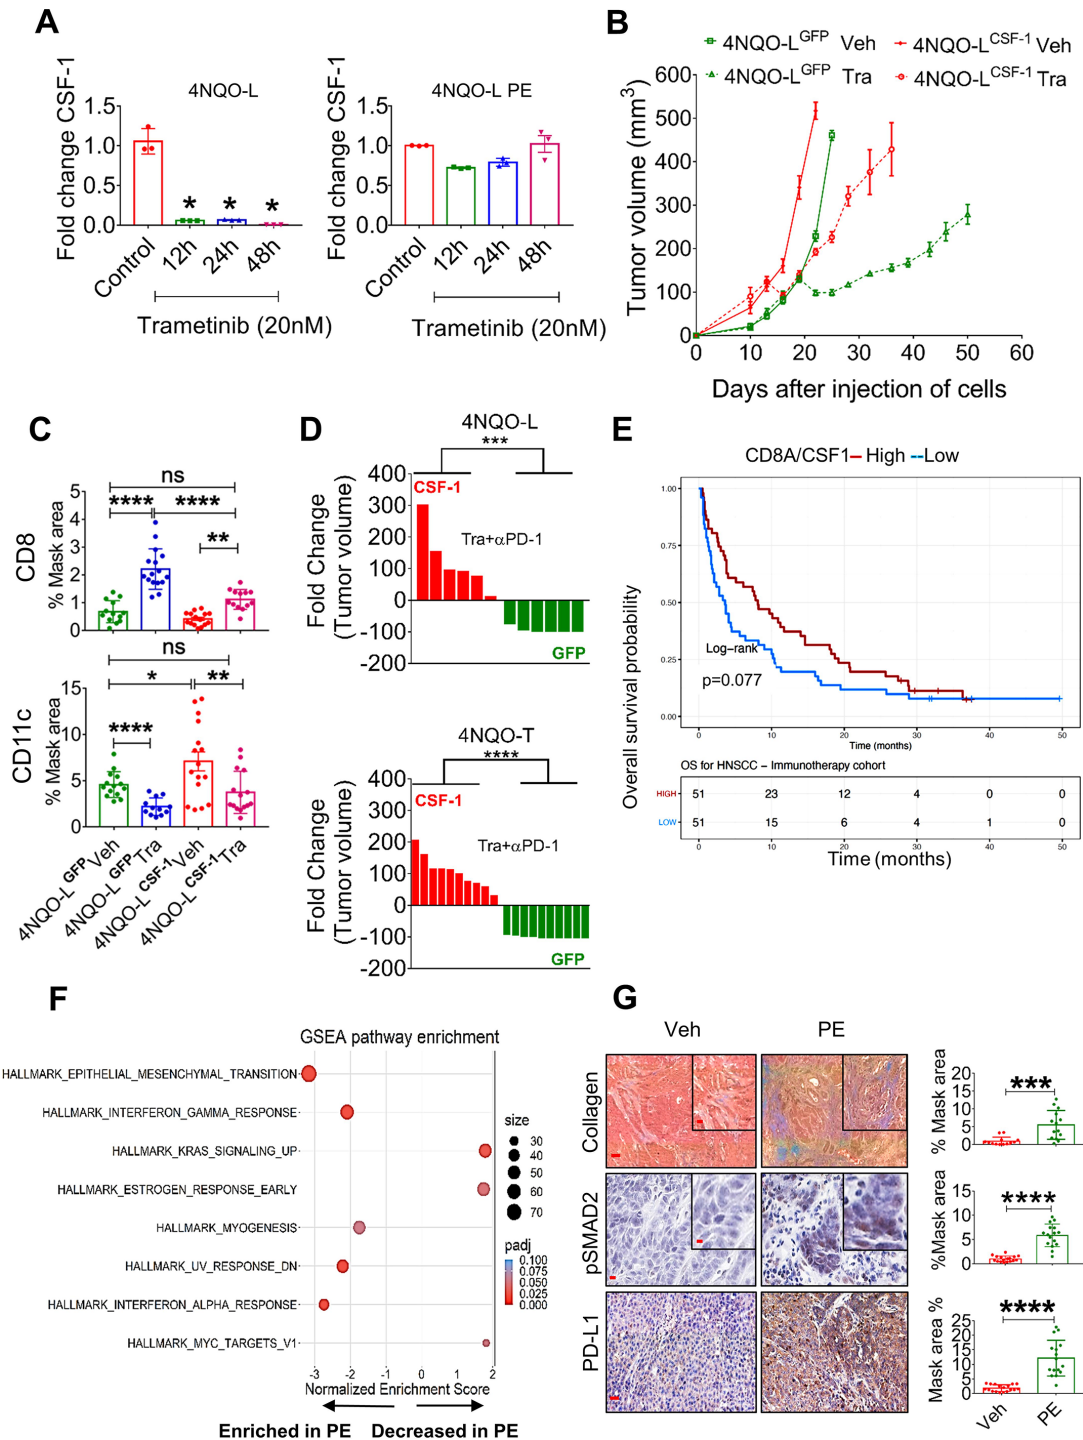 A
4NQO-L
4NQO-L PE
Fold change CSF-1
1.5
1.0
0.5
0.0
* * *
Control 12h 24h 48h
Trametinib (20nM)
Fold change CSF-1
1.5
1.0
0.5
0.0
Control 12h 24h 48h
Trametinib (20nM)
B
4NQO-L^GFP Veh
4NQO-L^CSF-1 Veh
4NQO-L^GFP Tra
4NQO-L^CSF-1 Tra
Tumor volume (mm³)
600
500
400
300
200
100
0
0 10 20 30 40 50 60
Days after injection of cells
C
CD8
% Mask area
ns
**** ****
**
5
4
3
2
1
0
CD11c
% Mask area
ns
* **
****
15
10
5
0
4NQO-L^GFP Veh
4NQO-L^GFP Tra
4NQO-L^CSF-1 Veh
4NQO-L^CSF-1 Tra
D
4NQO-L
***
Fold Change
(Tumor volume)
400
300
200
100
0
-100
-200
CSF-1
Tra+αPD-1
GFP
4NQO-T
****
Fold Change
(Tumor volume)
400
300
200
100
0
-100
-200
CSF-1
Tra+αPD-1
GFP
E
CD8A/CSF1 High Low
Overall survival probability
1.00
0.75
0.50
0.25
0.00
Log-rank
p=0.077
0 10 20 30 40 50
Time (months)
OS for HNSCC – Immunotherapy cohort
HIGH 51 23 12 4 0 0
LOW 51 15 6 4 1 0
0 10 20 30 40 50
Time (months)
F
GSEA pathway enrichment
HALLMARK_EPITHELIAL_MESENCHYMAL_TRANSITION
HALLMARK_INTERFERON_GAMMA_RESPONSE
HALLMARK_KRAS_SIGNALING_UP
HALLMARK_ESTROGEN_RESPONSE_EARLY
HALLMARK_MYOGENESIS
HALLMARK_UV_RESPONSE_DN
HALLMARK_INTERFERON_ALPHA_RESPONSE
HALLMARK_MYC_TARGETS_V1
-3 -2 -1 0 1 2
Normalized Enrichment Score
Enriched in PE Decreased in PE
size
30
40
50
60
70
padj
0.100
0.075
0.050
0.025
0.000
G
Veh PE
Collagen
% Mask area
20
15
10
5
0
***
pSMAD2
%Mask area
15
10
5
0
****
PD-L1
Mask area %
25
20
15
10
5
0
****
Veh PE